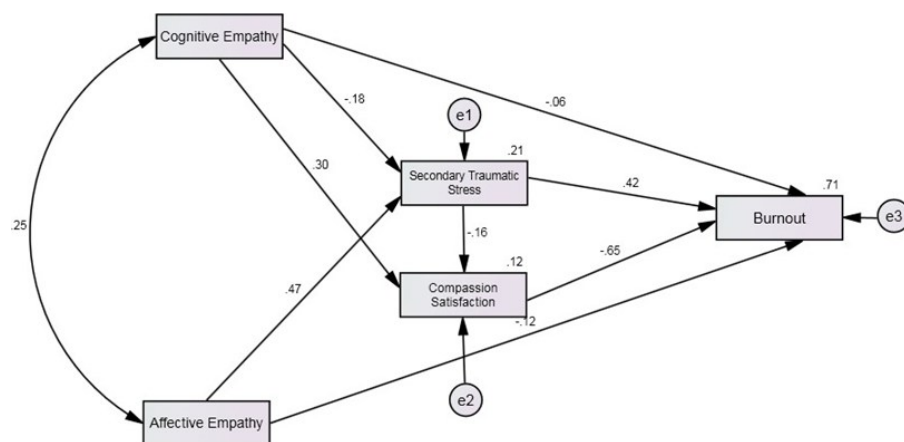 Cognitive Empathy
-.06
-.18
e1
.21
.30
Secondary Traumatic
Stress
.42
.71
Burnout
e3
.25
-.16
-.65
.12
.47
Compassion
Satisfaction
-.12
e2
Affective Empathy